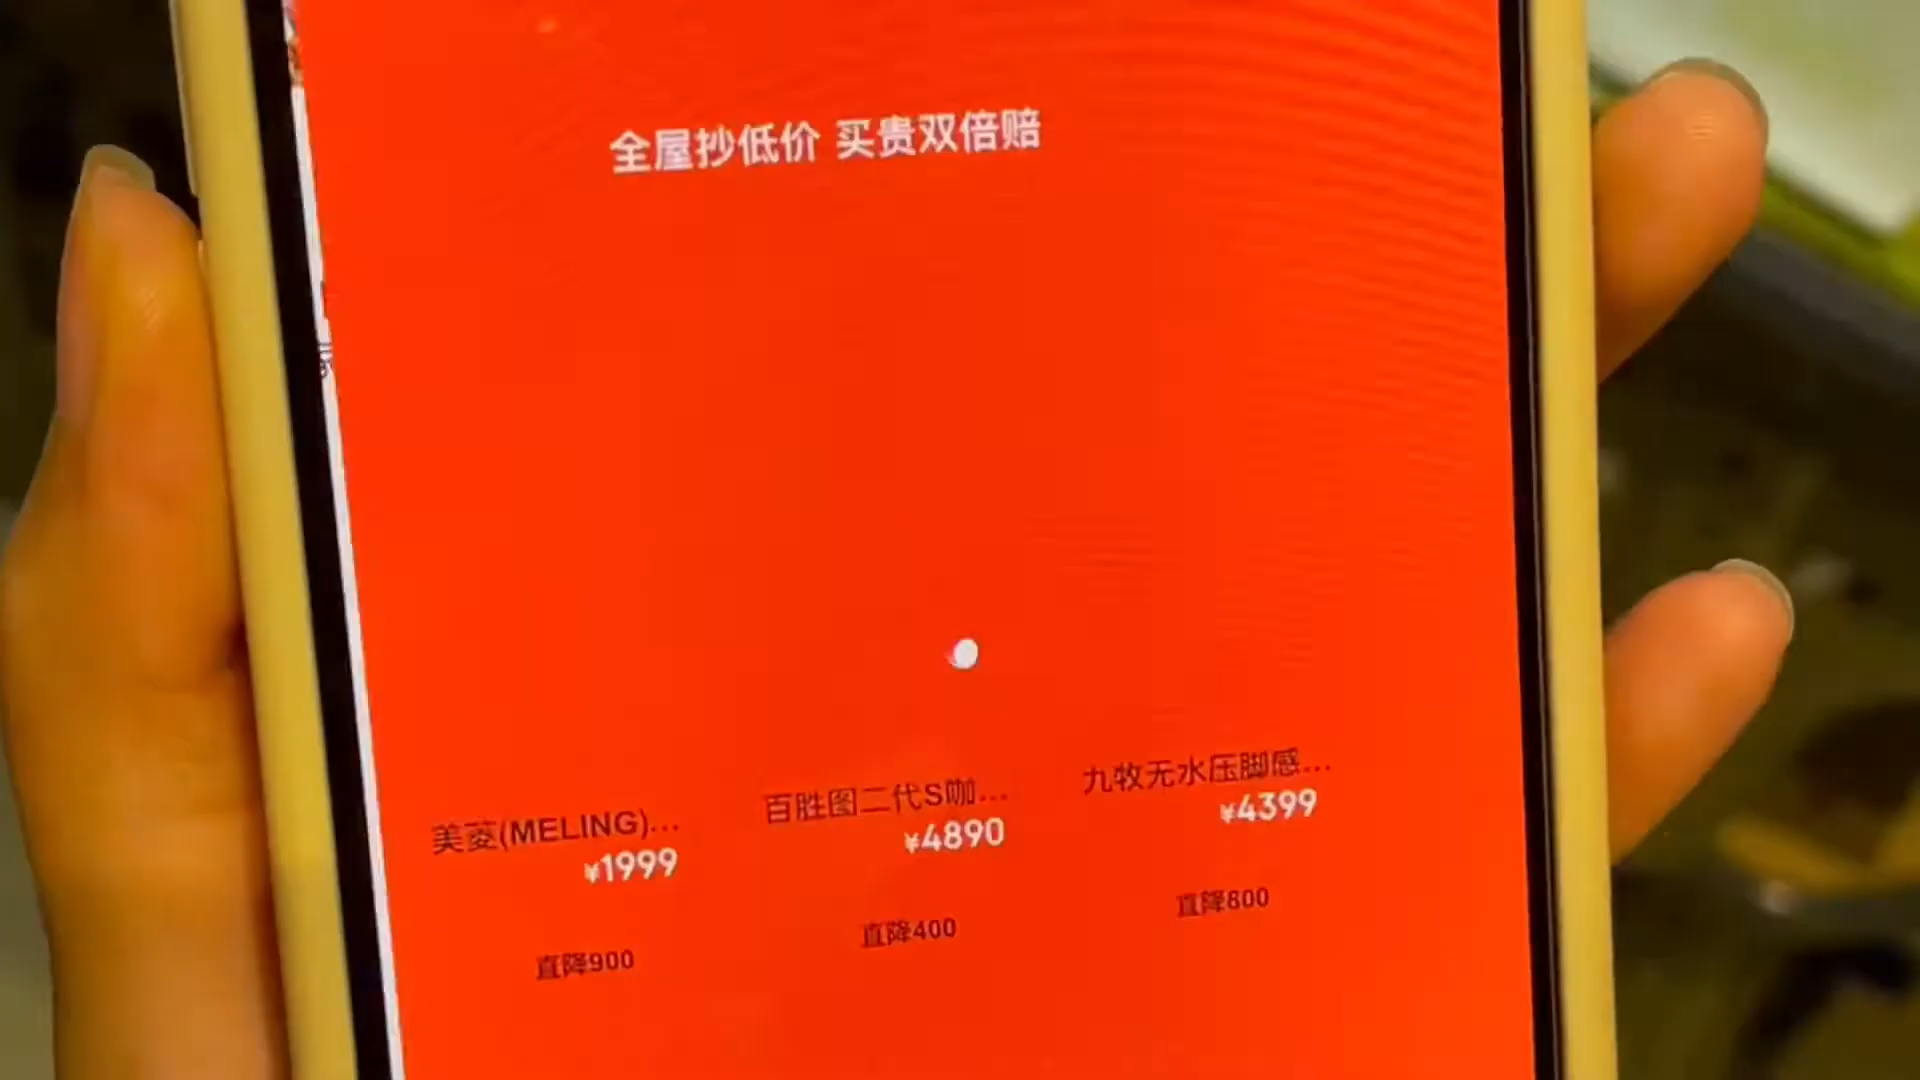 全屋抄低价 买贵双倍赔
美菱(MELING)...
¥1999
直降900
百胜图二代S咖...
¥4890
直降400
九牧无水压脚感...
¥4399
直降800